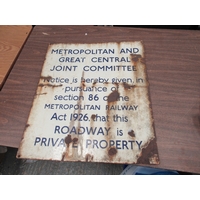 METROPOLITAN AND
GREAT CENTRAL
JOINT COMMITTEE
Notice is hereby given, in
pursuance of
section 86 of the
METROPOLITAN RAILWAY
Act 1926, that this
ROADWAY is
PRIVATE PROPERTY